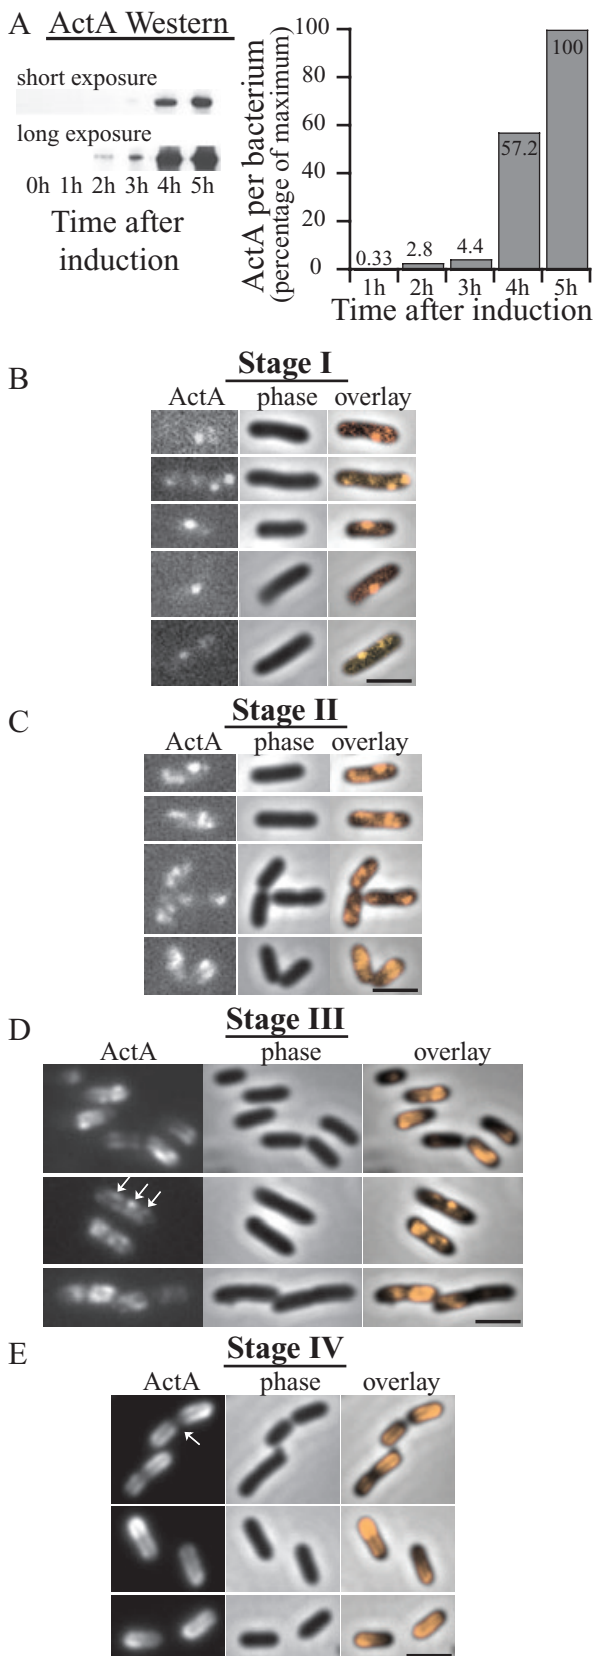 A ActA Western
short exposure
long exposure
0h 1h 2h 3h 4h 5h
Time after
induction
ActA per bacterium
(percentage of maximum)
100
80
60
40
20
0
0.33 2.8 4.4 57.2 100
1h 2h 3h 4h 5h
Time after induction
B Stage I
ActA phase overlay
C Stage II
ActA phase overlay
D Stage III
ActA phase overlay
E Stage IV
ActA phase overlay